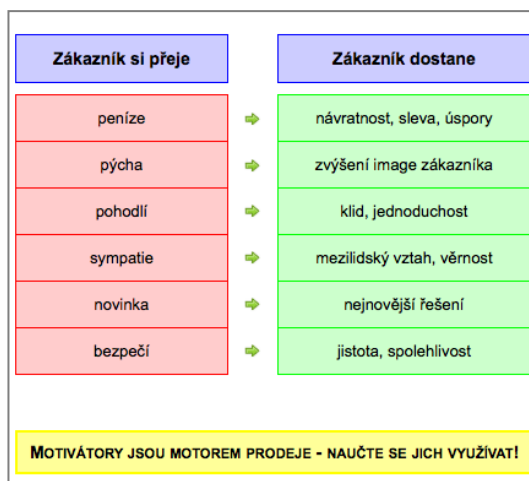 Zákazník si přeje Zákazník dostane
peníze návratnost, sleva, úspory
pýcha zvýšení image zákazníka
pohodlí klid, jednoduchost
sympatie mezilidský vztah, věrnost
novinka nejnovější řešení
bezpečí jistota, spolehlivost
MOTIVÁTORY JSOU MOTOREM PRODEJE - NAUČTE SE JICH VYUŽÍVAT!